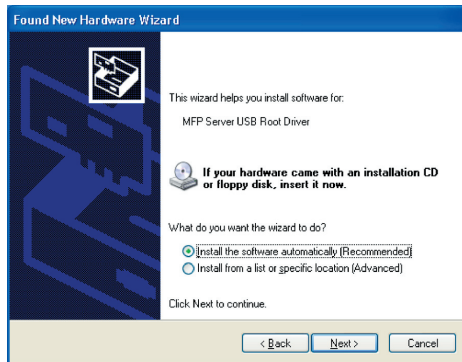 Found New Hardware Wizard
This wizard helps you install software for:
MFP Server USB Root Driver
If your hardware came with an installation CD
or floppy disk, insert it now.
What do you want the wizard to do?
Install the software automatically (Recommended)
Install from a list or specific location (Advanced)
Click Next to continue.
< Back Next > Cancel